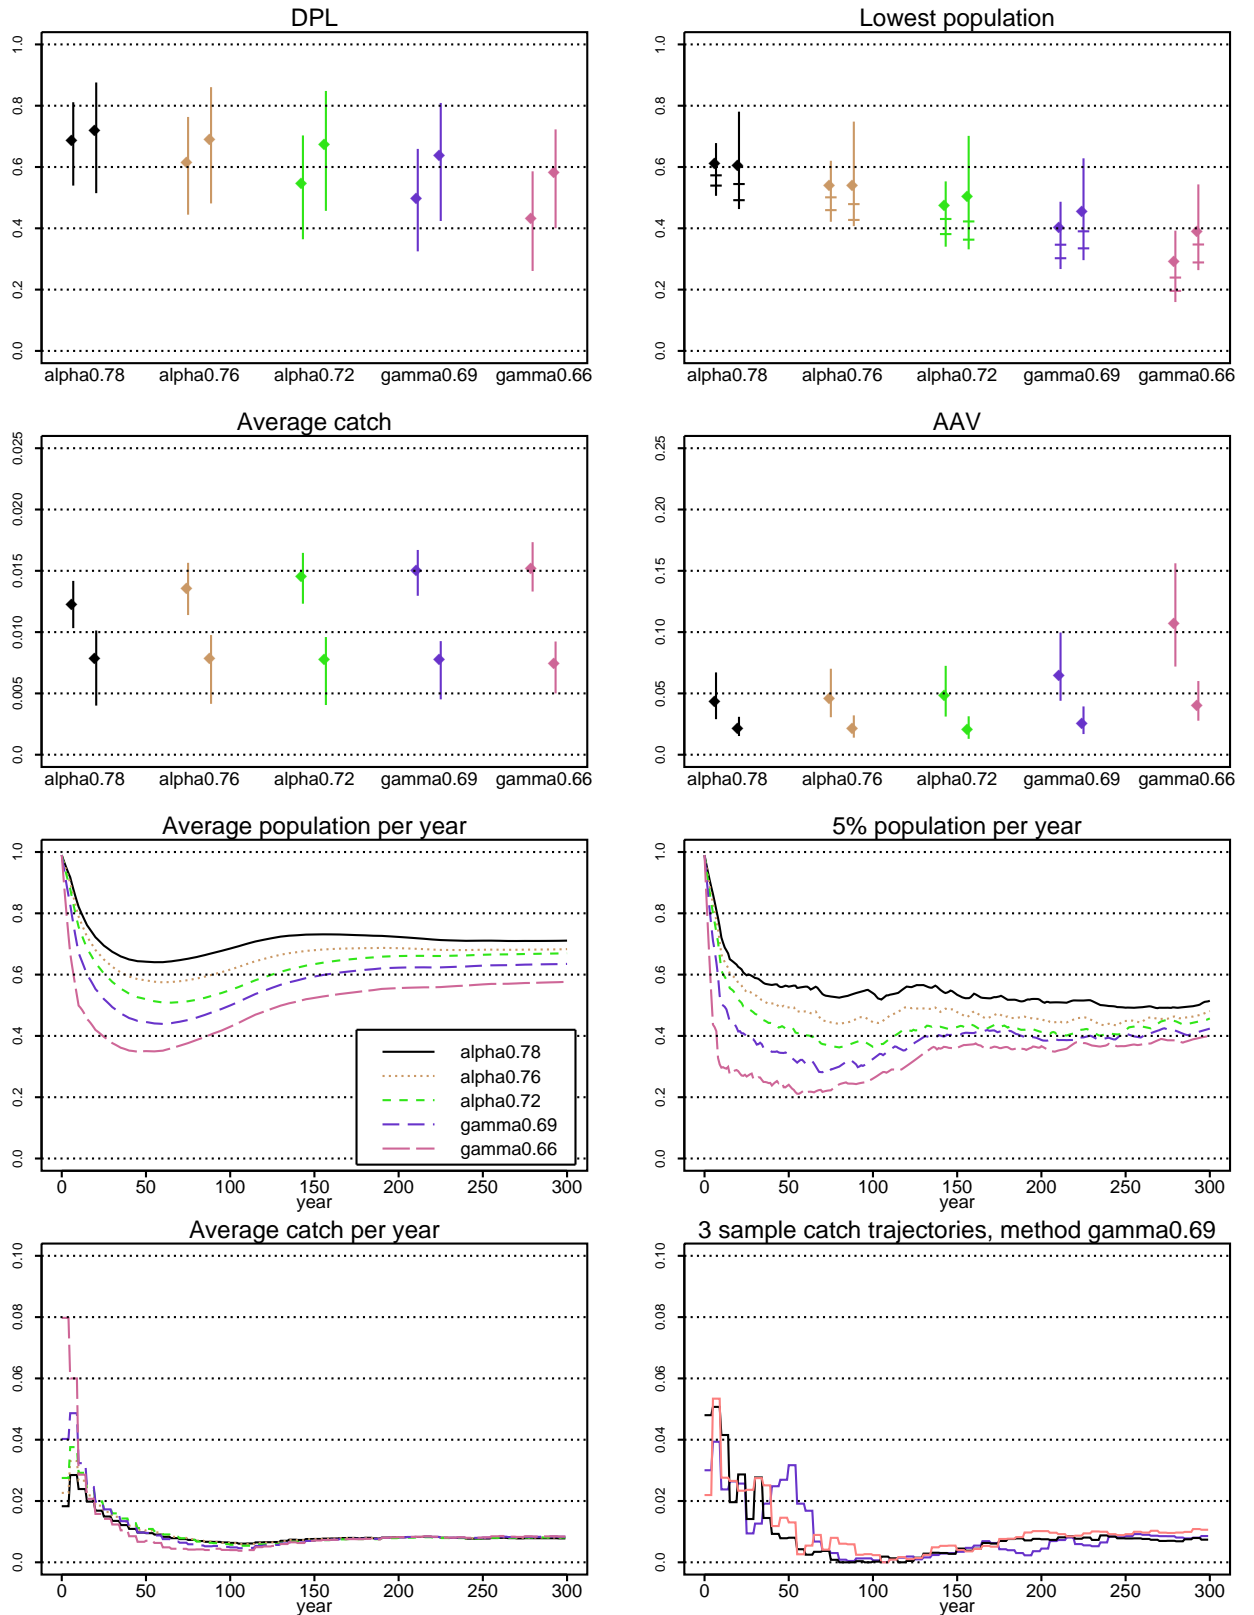 DPL
1.0
0.8
0.6
0.4
0.2
0.0
alpha0.78 alpha0.76 alpha0.72 gamma0.69 gamma0.66
Lowest population
1.0
0.8
0.6
0.4
0.2
0.0
alpha0.78 alpha0.76 alpha0.72 gamma0.69 gamma0.66
Average catch
0.025
0.020
0.015
0.010
0.005
0.0
alpha0.78 alpha0.76 alpha0.72 gamma0.69 gamma0.66
AAV
0.25
0.20
0.15
0.10
0.05
0.0
alpha0.78 alpha0.76 alpha0.72 gamma0.69 gamma0.66
Average population per year
1.0
0.8
0.6
0.4
0.2
0.0
alpha0.78
alpha0.76
alpha0.72
gamma0.69
gamma0.66
0 50 100 150 200 250 300
year
5% population per year
1.0
0.8
0.6
0.4
0.2
0.0
0 50 100 150 200 250 300
year
Average catch per year
0.10
0.08
0.06
0.04
0.02
0.0
0 50 100 150 200 250 300
year
3 sample catch trajectories, method gamma0.69
0.10
0.08
0.06
0.04
0.02
0.0
0 50 100 150 200 250 300
year